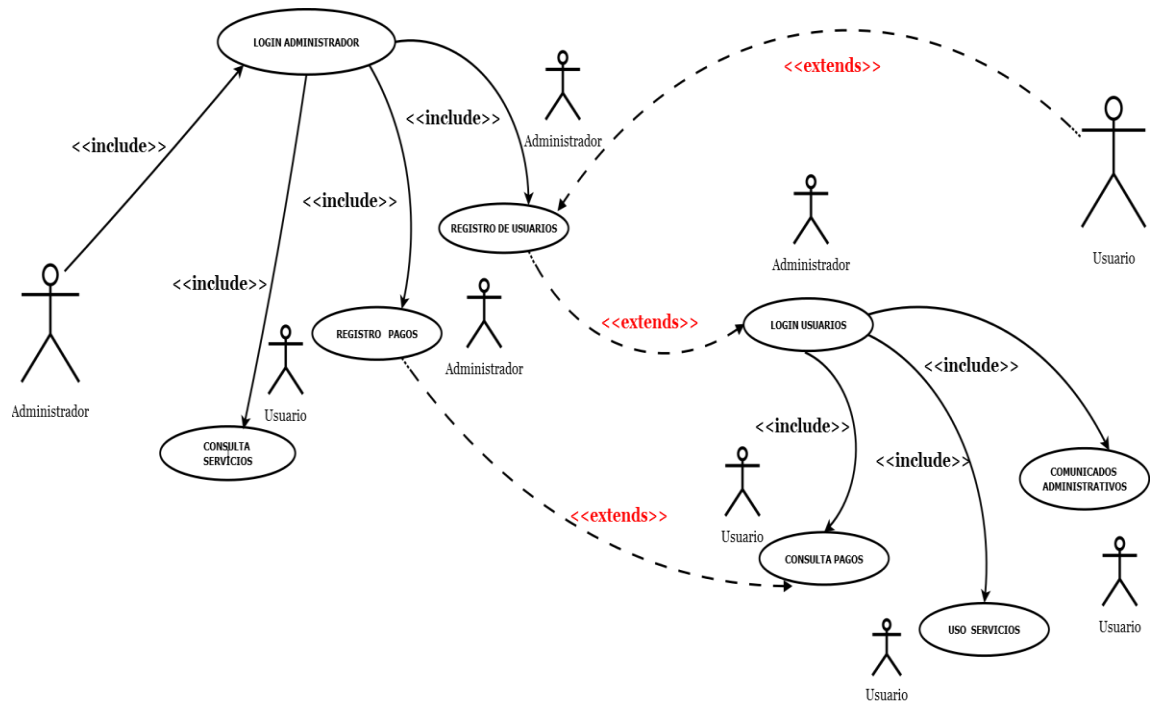 LOGIN ADMINISTRADOR
<<extends>>
Administrador
<<include>>
<<include>>
<<include>>
REGISTRO DE USUARIOS
Usuario
Administrador
<<include>>
<<extends>>
LOGIN USUARIOS
REGISTRO PAGOS
Administrador
<<include>>
Administrador
Usuario
<<include>>
CONSULTA
SERVÍCIOS
<<include>>
COMUNICADOS
ADMINISTRATIVOS
<<extends>>
Usuario
CONSULTA PAGOS
USO SERVICIOS
Usuario
Usuario